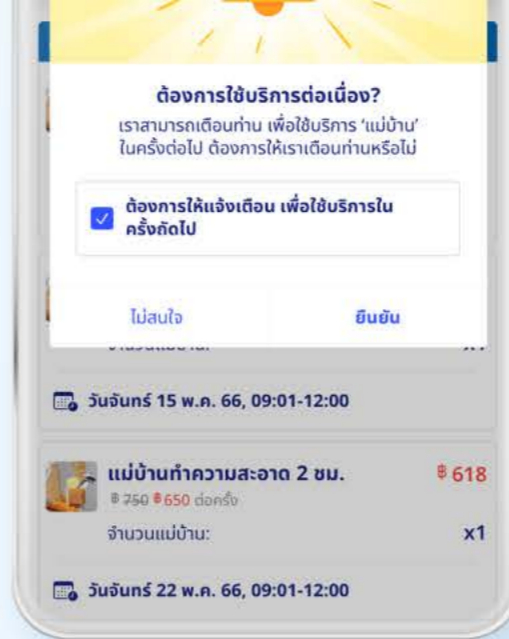 ต้องการใช้บริการต่อเนื่อง?
เราสามารถเตือนท่าน เพื่อใช้บริการ ‘แม่บ้าน’
ในครั้งต่อไป ต้องการให้เราเตือนท่านหรือไม่
ต้องการให้แจ้งเตือน เพื่อใช้บริการใน
ครั้งถัดไป
ไม่สนใจ ยืนยัน
วันจันทร์ 15 พ.ค. 66, 09:01-12:00
แม่บ้านทำความสะอาด 2 ชม. ฿ 618
฿ 750 ฿ 650 ต่อครั้ง
จำนวนแม่บ้าน: x1
วันจันทร์ 22 พ.ค. 66, 09:01-12:00